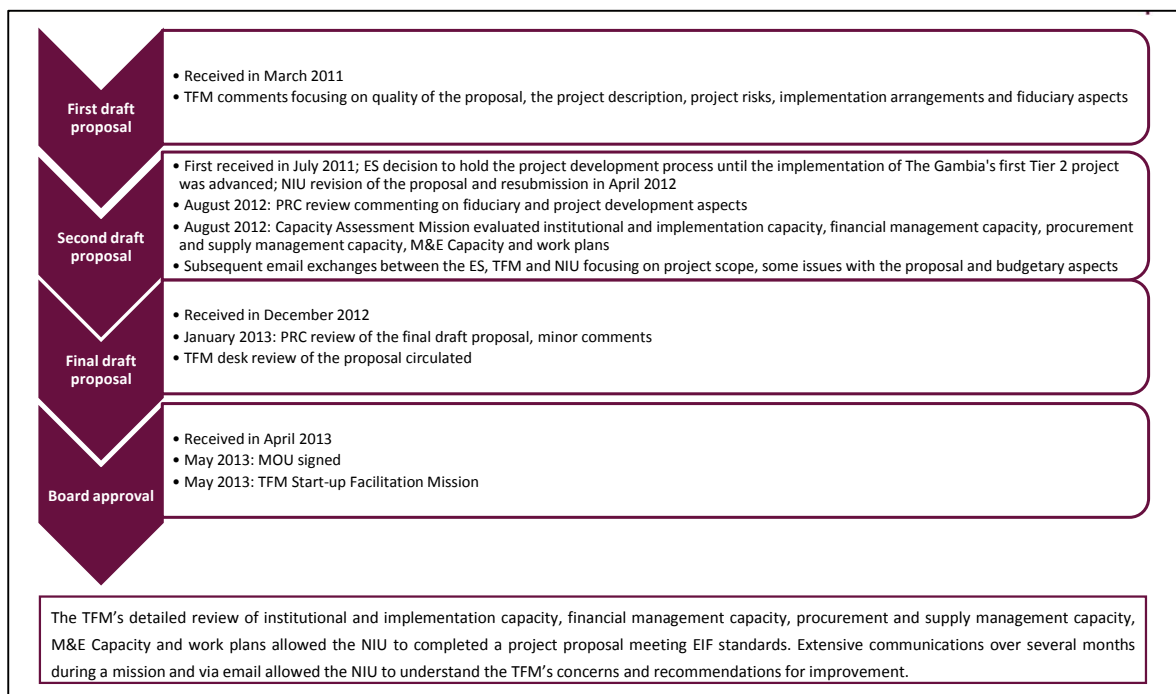 First draft
proposal
• Received in March 2011
• TFM comments focusing on quality of the proposal, the project description, project risks, implementation arrangements and fiduciary aspects
Second draft
proposal
• First received in July 2011; ES decision to hold the project development process until the implementation of The Gambia's first Tier 2 project
was advanced; NIU revision of the proposal and resubmission in April 2012
• August 2012: PRC review commenting on fiduciary and project development aspects
• August 2012: Capacity Assessment Mission evaluated institutional and implementation capacity, financial management capacity, procurement
and supply management capacity, M&E Capacity and work plans
• Subsequent email exchanges between the ES, TFM and NIU focusing on project scope, some issues with the proposal and budgetary aspects
Final draft
proposal
• Received in December 2012
• January 2013: PRC review of the final draft proposal, minor comments
• TFM desk review of the proposal circulated
Board approval
• Received in April 2013
• May 2013: MOU signed
• May 2013: TFM Start-up Facilitation Mission
The TFM's detailed review of institutional and implementation capacity, financial management capacity, procurement and supply management capacity,
M&E Capacity and work plans allowed the NIU to completed a project proposal meeting EIF standards. Extensive communications over several months
during a mission and via email allowed the NIU to understand the TFM's concerns and recommendations for improvement.